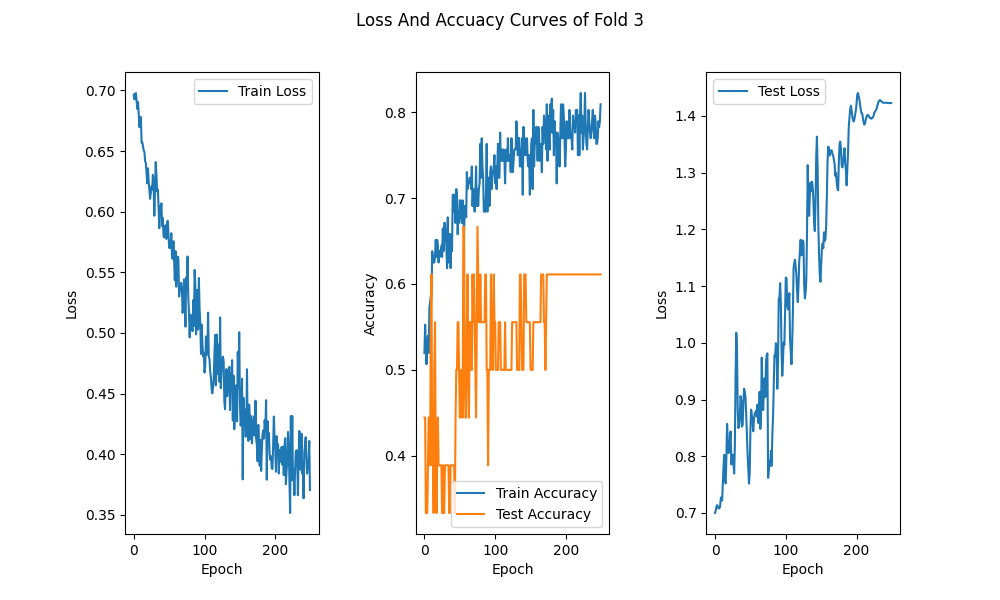 Loss And Accuacy Curves of Fold 3
0.70
0.65
0.60
0.55
0.50
0.45
0.40
0.35
Loss
0
100
200
Epoch
Train Loss
0.8
0.7
0.6
0.5
0.4
Accuracy
0
100
200
Epoch
Train Accuracy
Test Accuracy
1.4
1.3
1.2
1.1
1.0
0.9
0.8
0.7
Loss
0
100
200
Epoch
Test Loss